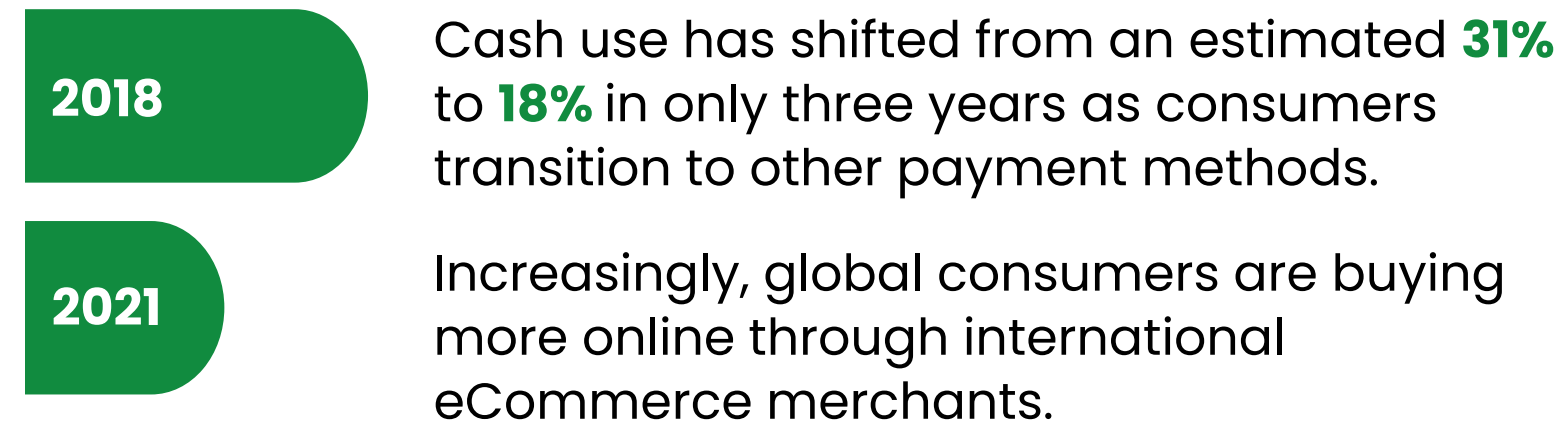 2018
Cash use has shifted from an estimated 31%
to 18% in only three years as consumers
transition to other payment methods.
2021
Increasingly, global consumers are buying
more online through international
eCommerce merchants.